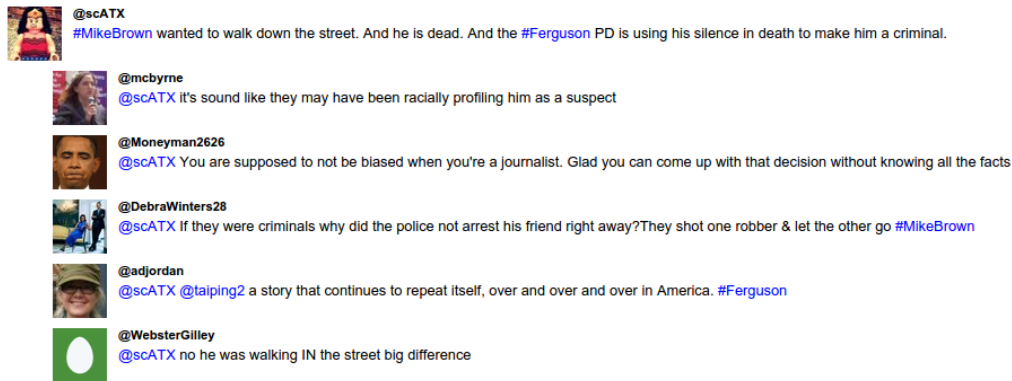 @scATX
#MikeBrown wanted to walk down the street. And he is dead. And the #Ferguson PD is using his silence in death to make him a criminal.
@mcbyrne
@scATX it's sound like they may have been racially profiling him as a suspect
@Moneyman2626
@scATX You are supposed to not be biased when you're a journalist. Glad you can come up with that decision without knowing all the facts
@DebraWinters28
@scATX If they were criminals why did the police not arrest his friend right away?They shot one robber & let the other go #MikeBrown
@adjordan
@scATX @taiping2 a story that continues to repeat itself, over and over and over in America. #Ferguson
@WebsterGilley
@scATX no he was walking IN the street big difference